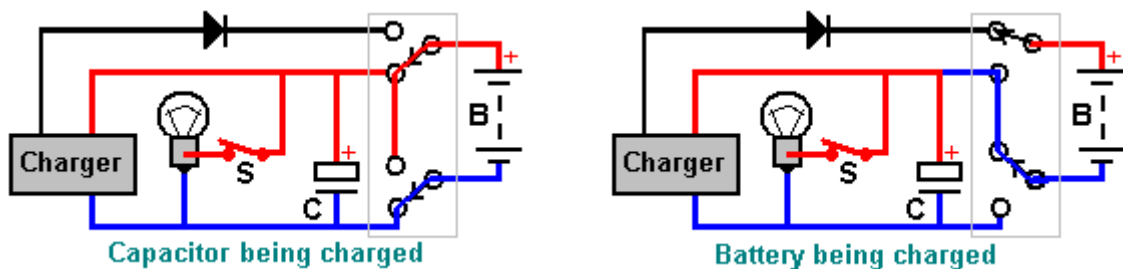 +
B
Charger
S
+
C
Capacitor being charged
+
B
Charger
S
+
C
Battery being charged